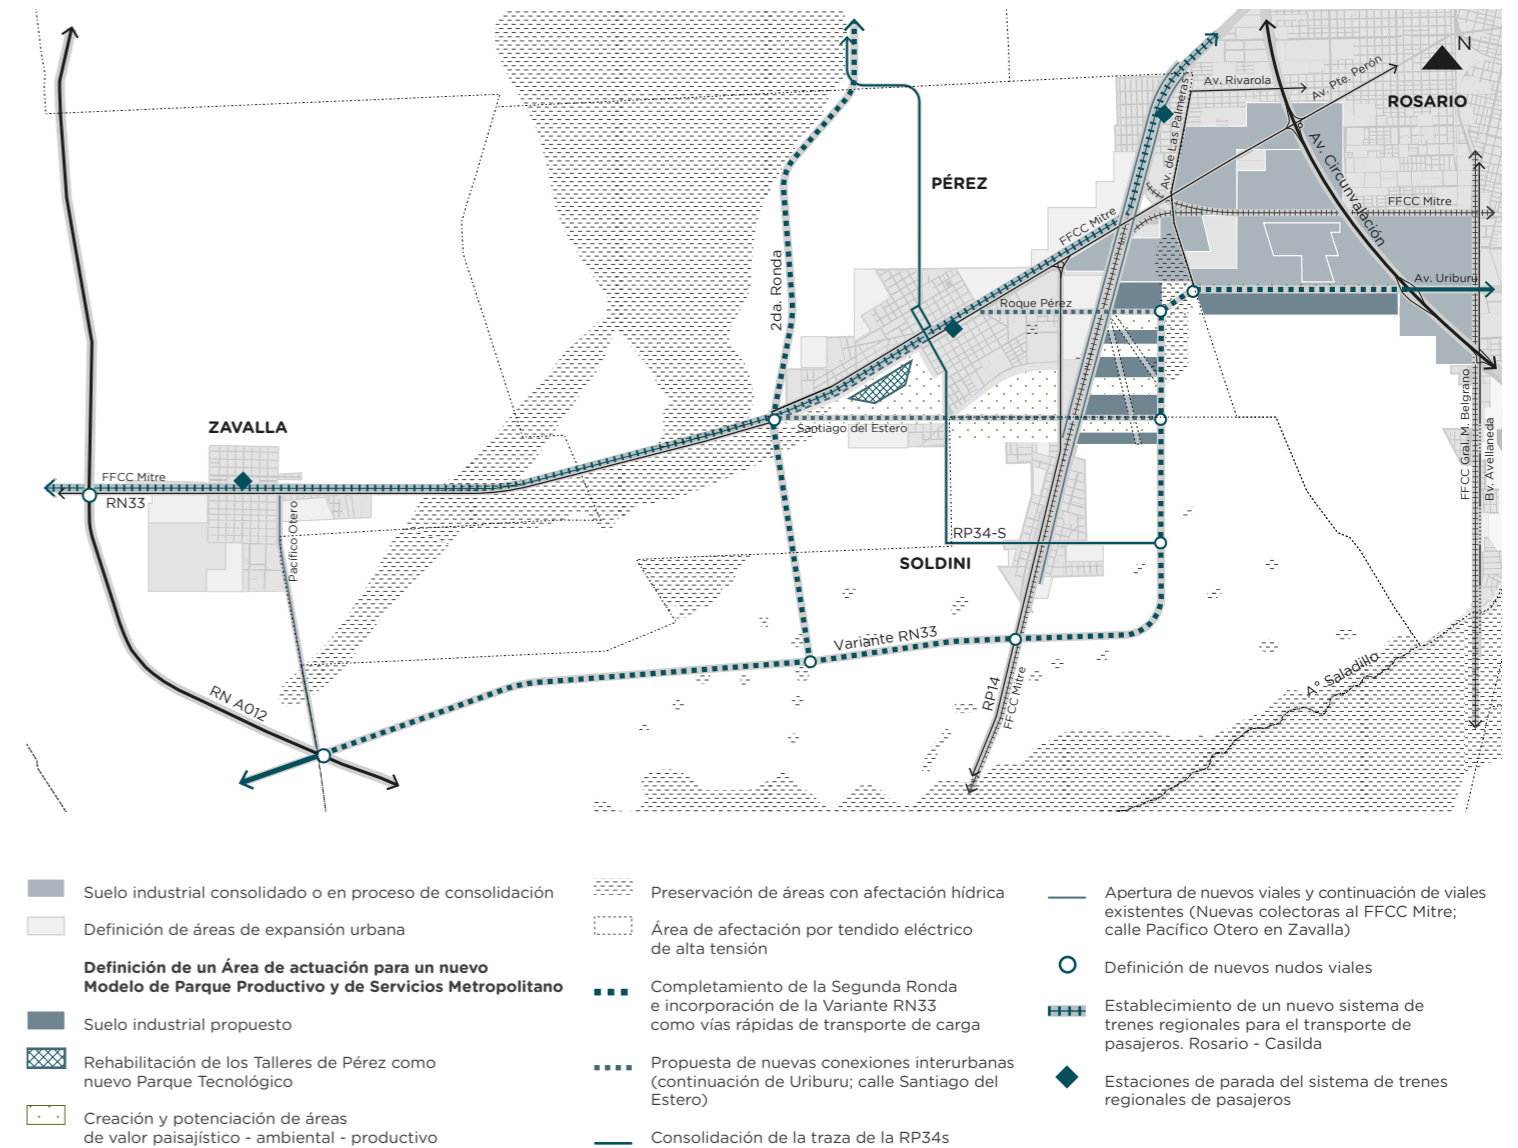 N
Av. Rivarola
Av. Pte. Perón
ROSARIO
Av. de Las Palmeras
Av. Circunvalación
PÉREZ
FFCC Mitre
FFCC Mitre
2da. Ronda
Av. Uriburu
Roque Pérez
ZAVALLA
Santiago del Estero
FFCC Gral. M. Belgrano
Bv. Avellaneda
FFCC Mitre
RN33
Pacífico Otero
RP34-S
SOLDINI
Variante RN33
A° Saladillo
RN A012
RP14
FFCC Mitre
Suelo industrial consolidado o en proceso de consolidación
Definición de áreas de expansión urbana
Definición de un Área de actuación para un nuevo
Modelo de Parque Productivo y de Servicios Metropolitano
Suelo industrial propuesto
Rehabilitación de los Talleres de Pérez como
nuevo Parque Tecnológico
Creación y potenciación de áreas
de valor paisajístico - ambiental - productivo
Preservación de áreas con afectación hídrica
Área de afectación por tendido eléctrico
de alta tensión
Completamiento de la Segunda Ronda
e incorporación de la Variante RN33
como vías rápidas de transporte de carga
Propuesta de nuevas conexiones interurbanas
(continuación de Uriburu; calle Santiago del
Estero)
Consolidación de la traza de la RP34s
Apertura de nuevos viales y continuación de viales
existentes (Nuevas colectoras al FFCC Mitre;
calle Pacífico Otero en Zavalla)
Definición de nuevos nudos viales
Establecimiento de un nuevo sistema de
trenes regionales para el transporte de
pasajeros. Rosario - Casilda
Estaciones de parada del sistema de trenes
regionales de pasajeros